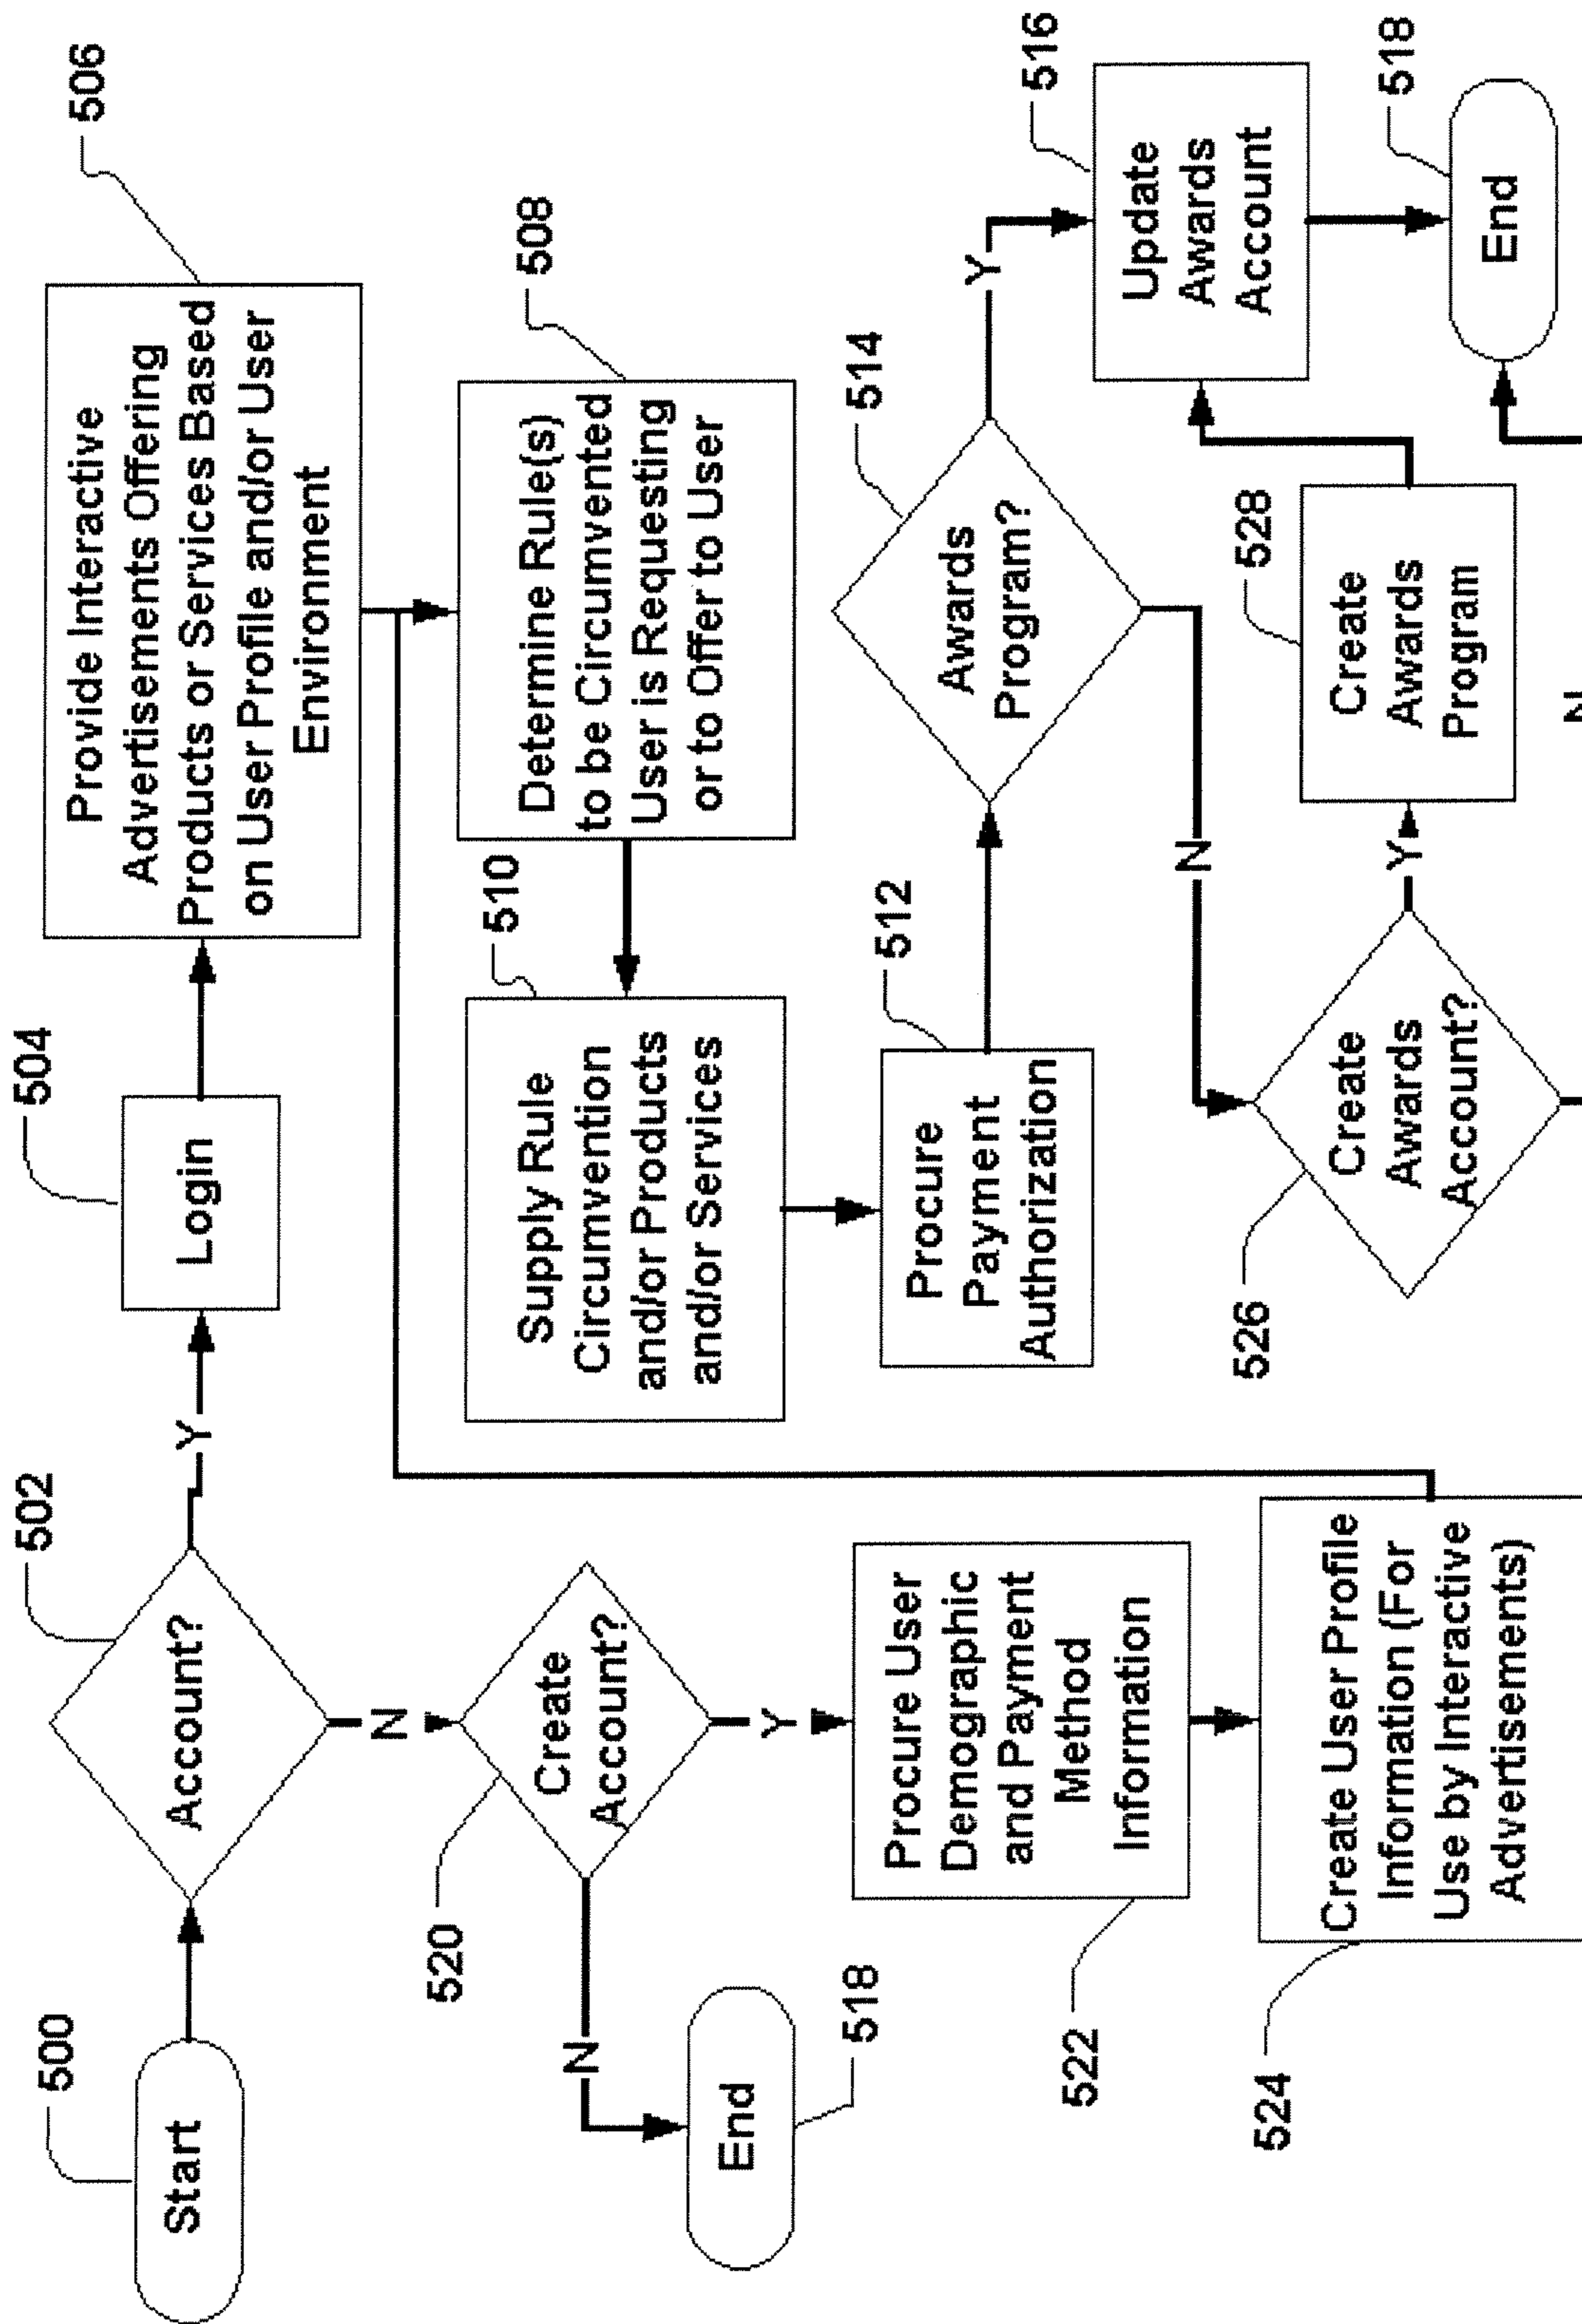 500
Start
502
Account?
Y
504
Login
506
Provide Interactive
Advertisements Offering
Products or Services Based
on User Profile and/or User
Environment
N
520
Create
Account?
N
End
518
Y
522
Procure User
Demographic
and Payment
Method
Information
524
Create User Profile
Information (For
Use by Interactive
Advertisements)
508
Determine Rule(s)
to be Circumvented
User is Requesting
or to Offer to User
510
Supply Rule
Circumvention
and/or Products
and/or Services
512
Procure
Payment
Authorization
514
Awards
Program?
Y
516
Update
Awards
Account
518
End
N
526
Create
Awards
Account?
Y
528
Create
Awards
Program
N